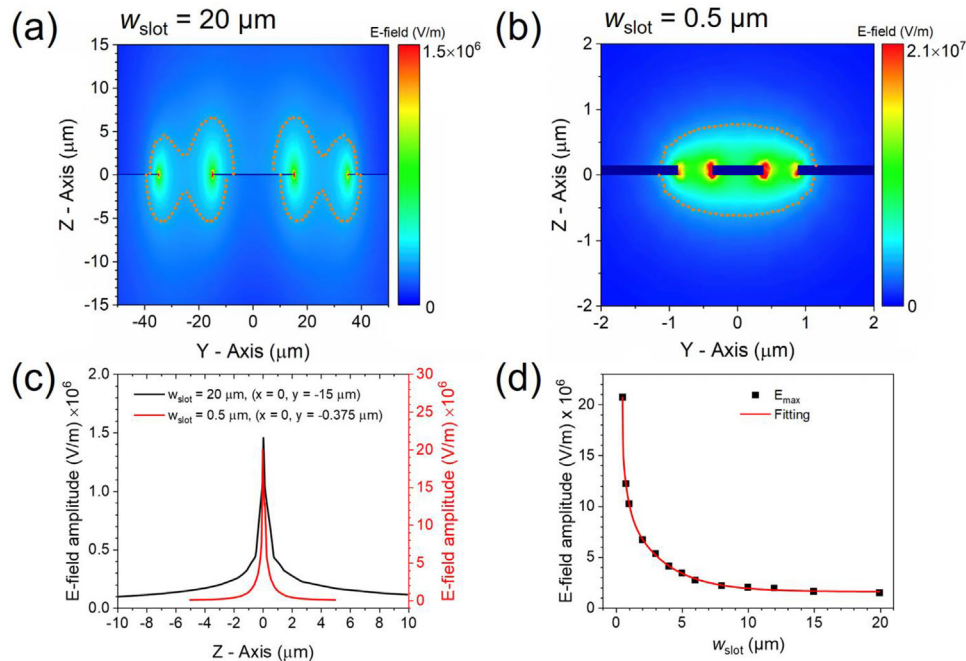 (a)
w_slot = 20 μm
E-field (V/m)
1.5×10^6
0
15
10
5
0
-5
-10
-15
Z - Axis (μm)
-40 -20 0 20 40
Y - Axis (μm)
(b)
w_slot = 0.5 μm
E-field (V/m)
2.1×10^7
0
2
1
0
-1
-2
Z - Axis (μm)
-2 -1 0 1 2
Y - Axis (μm)
(c)
w_slot = 20 μm, (x = 0, y = -15 μm)
w_slot = 0.5 μm, (x = 0, y = -0.375 μm)
2.0
1.5
1.0
0.5
0.0
E-field amplitude (V/m) ×10^6
30
25
20
15
10
5
0
E-field amplitude (V/m) ×10^6
-10 -8 -6 -4 -2 0 2 4 6 8 10
Z - Axis (μm)
(d)
E_max
Fitting
20
15
10
5
0
E-field amplitude (V/m) x 10^6
0 5 10 15 20
w_slot (μm)